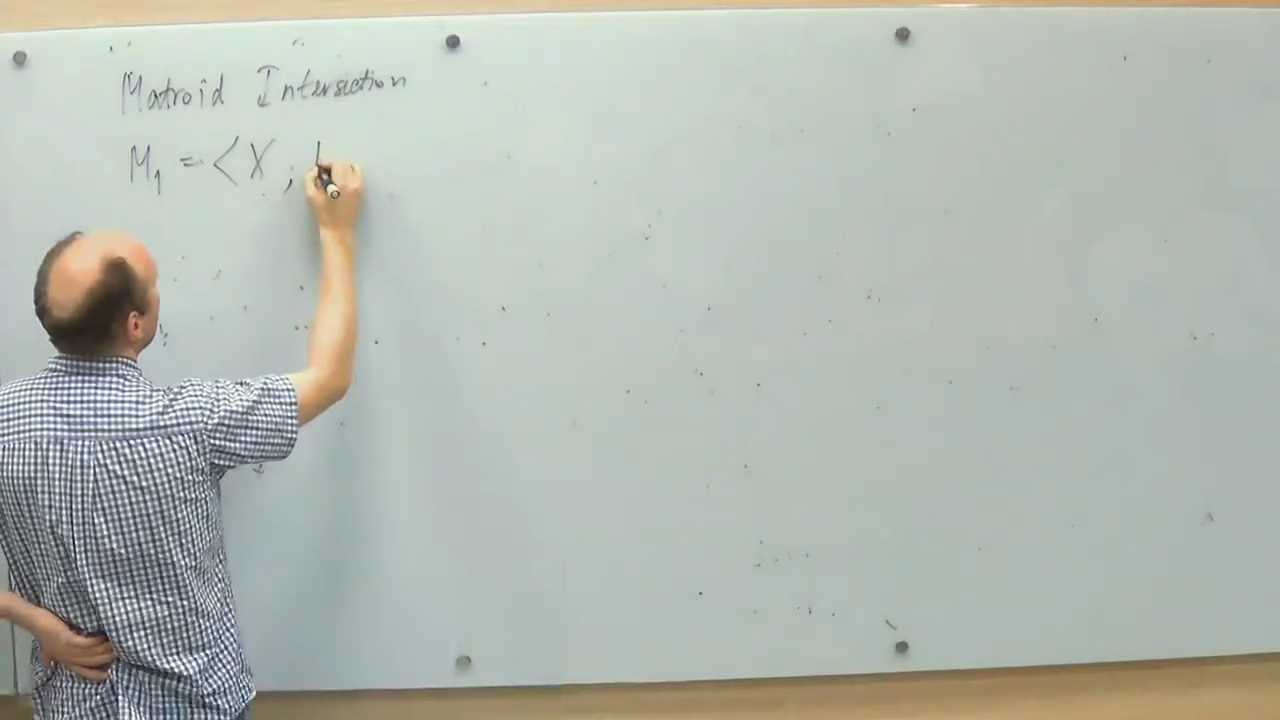 Matroid Intersection
M₁ = < X ,